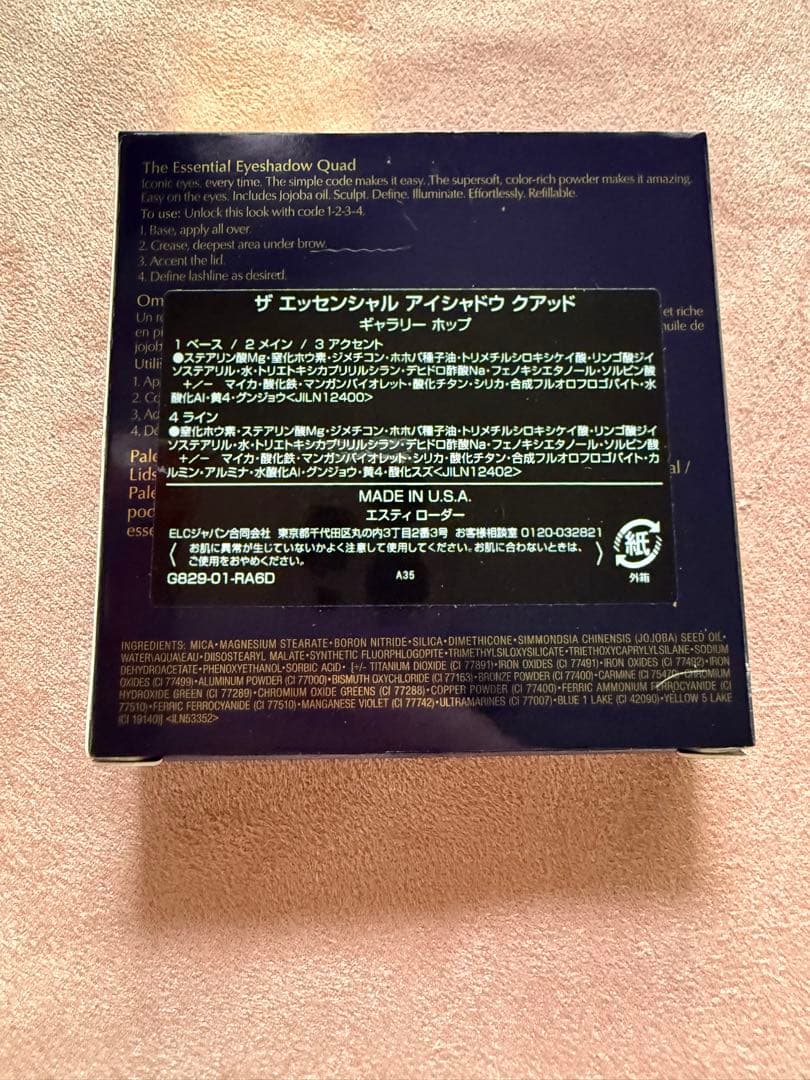 The Essential Eyeshadow Quad
Iconic eyes, every time. The simple code makes it easy. The supersoft, color-rich powder makes it amazing.
Easy on the eyes. Includes jojoba oil. Sculpt. Define. Illuminate. Effortlessly. Refillable.
To use: Unlock this look with code 1-2-3-4.
1. Base, apply all over.
2. Crease, deepest area under brow.
3. Accent the lid.
4. Define lashline as desired.
ザ エッセンシャル アイシャドウ クアッド
ギャラリー ホップ
1 ベース / 2 メイン / 3 アクセント
●ステアリン酸Mg・窒化ホウ素・ジメチコン・ホホバ種子油・トリメチルシロキシケイ酸・リンゴ酸ジイ
ソステアリル・水・トリエトキシカプリリルシラン・デヒドロ酢酸Na・フェノキシエタノール・ソルビン酸
+/− マイカ・酸化鉄・マンガンバイオレット・酸化チタン・シリカ・合成フルオロフロゴパイト・水
酸化Al・黄4・グンジョウ<JILN12400>
4 ライン
●窒化ホウ素・ステアリン酸Mg・ジメチコン・ホホバ種子油・トリメチルシロキシケイ酸・リンゴ酸ジイ
ソステアリル・水・トリエトキシカプリリルシラン・デヒドロ酢酸Na・フェノキシエタノール・ソルビン酸
+/− マイカ・酸化鉄・マンガンバイオレット・シリカ・酸化チタン・合成フルオロフロゴパイト・カ
ルミン・アルミナ・水酸化Al・グンジョウ・黄4・酸化スズ<JILN12402>
MADE IN U.S.A.
エスティ ローダー
ELCジャパン合同会社 東京都千代田区丸の内3丁目2番3号 お客様相談室 0120-032821
〈 お肌に異常が生じていないかよく注意して使用してください。お肌に合わないときは、
ご使用をおやめください。 〉
紙
外箱
G829-01-RA6D A35
INGREDIENTS: MICA•MAGNESIUM STEARATE•BORON NITRIDE•SILICA•DIMETHICONE•SIMMONDSIA CHINENSIS (JOJOBA) SEED OIL•
WATER\AQUA\EAU•DIISOSTEARYL MALATE•SYNTHETIC FLUORPHLOGOPITE•TRIMETHYLSILOXYSILICATE•TRIETHOXYCAPRYLYLSILANE•SODIUM
DEHYDROACETATE•PHENOXYETHANOL•SORBIC ACID• [+/- TITANIUM DIOXIDE (CI 77891)•IRON OXIDES (CI 77491)•IRON OXIDES (CI 77492)•IRON
OXIDES (CI 77499)•ALUMINUM POWDER (CI 77000)•BISMUTH OXYCHLORIDE (CI 77163)•BRONZE POWDER (CI 77400)•CARMINE (CI 75470)•CHROMIUM
HYDROXIDE GREEN (CI 77289)•CHROMIUM OXIDE GREENS (CI 77288)•COPPER POWDER (CI 77400)•FERRIC AMMONIUM FERROCYANIDE (CI
77510)•FERRIC FERROCYANIDE (CI 77510)•MANGANESE VIOLET (CI 77742)•ULTRAMARINES (CI 77007)•BLUE 1 LAKE (CI 42090)•YELLOW 5 LAKE
(CI 19140)] <ILN53352>